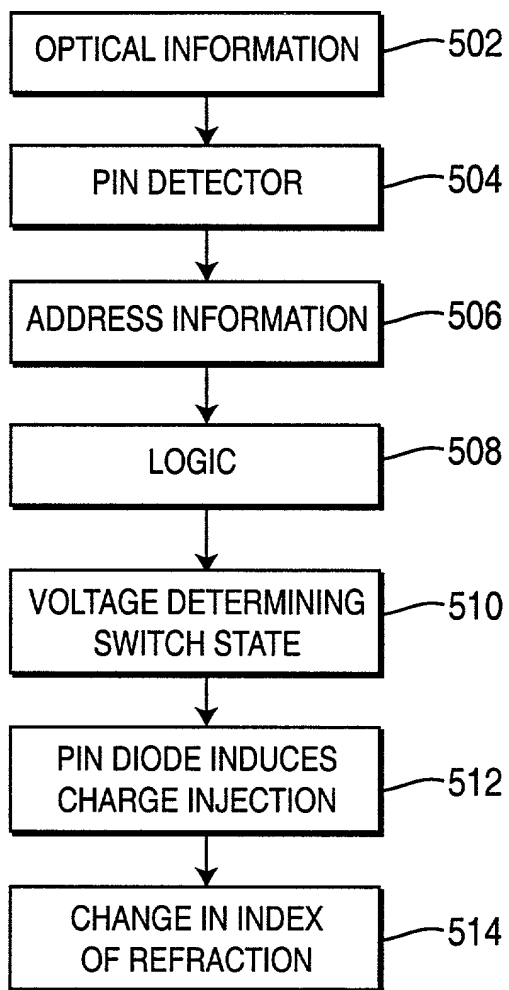 OPTICAL INFORMATION
502
PIN DETECTOR
504
ADDRESS INFORMATION
506
LOGIC
508
VOLTAGE DETERMINING
SWITCH STATE
510
PIN DIODE INDUCES
CHARGE INJECTION
512
CHANGE IN INDEX
OF REFRACTION
514